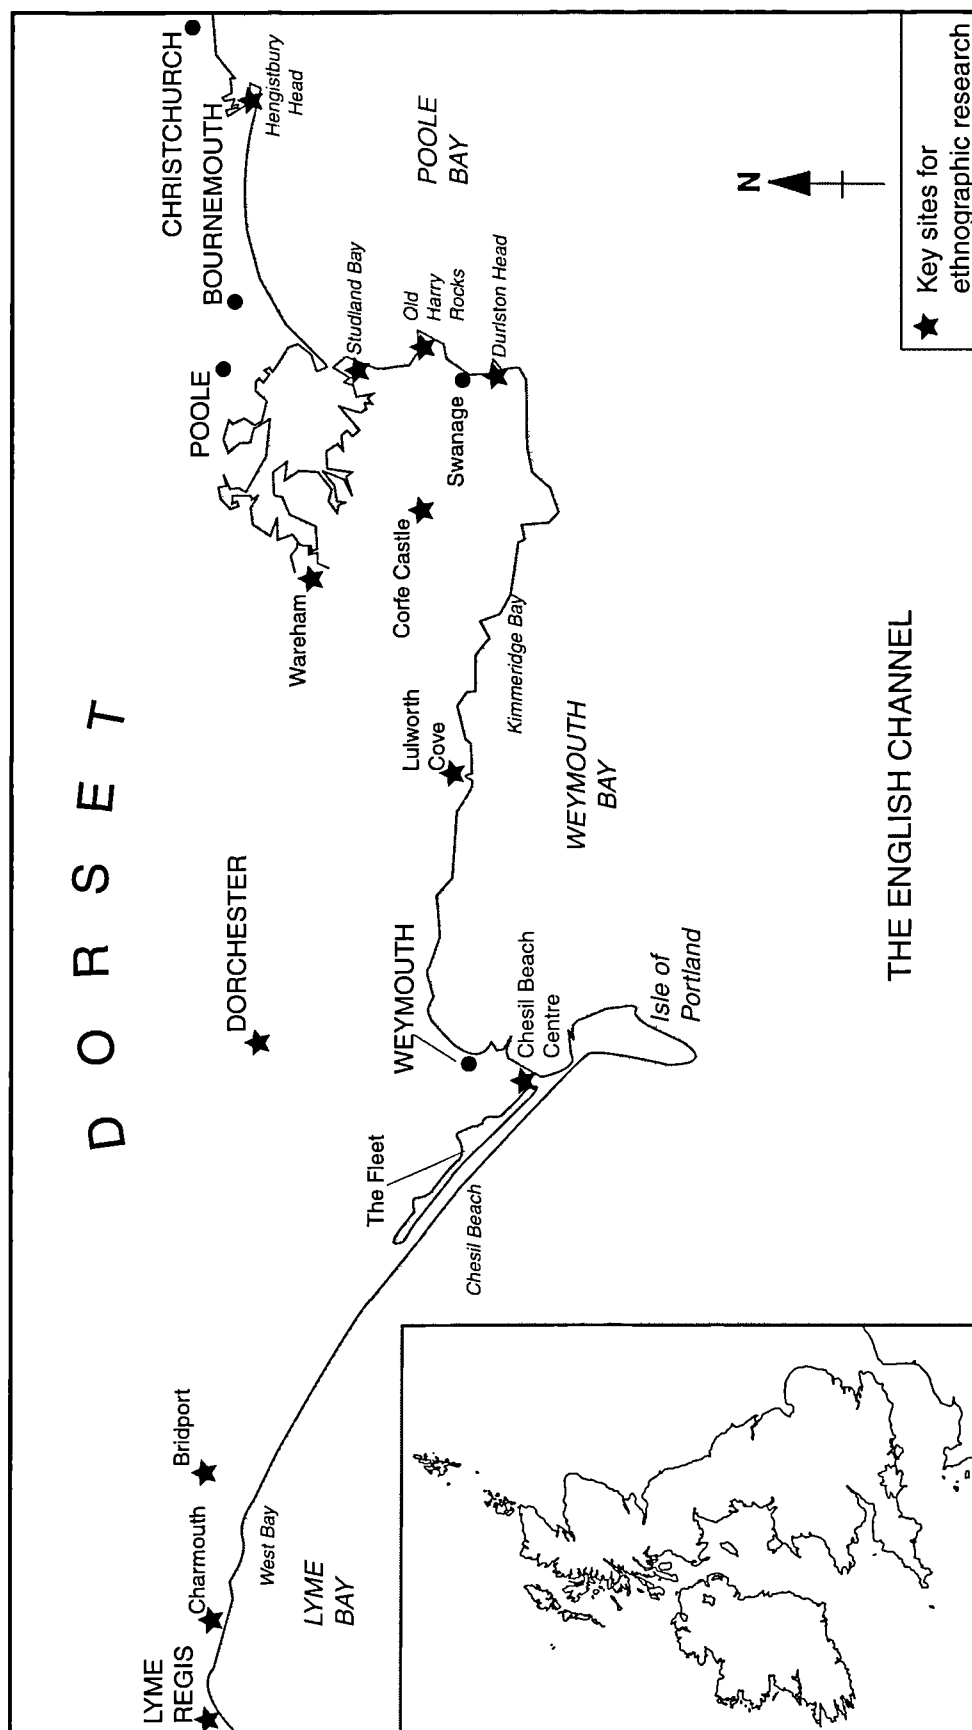 DORSET
CHRISTCHURCH
BOURNEMOUTH
POOLE
Hengistbury
Head
POOLE
BAY
Studland Bay
Old
Harry
Rocks
Durlston Head
Swanage
Corfe Castle
Wareham
Kimmeridge Bay
Lulworth
Cove
WEYMOUTH
BAY
DORCHESTER
WEYMOUTH
Chesil Beach
Centre
Isle of
Portland
The Fleet
Chesil Beach
Bridport
Charmouth
West Bay
LYME
REGIS
LYME
BAY
THE ENGLISH CHANNEL
N
Key sites for
ethnographic research